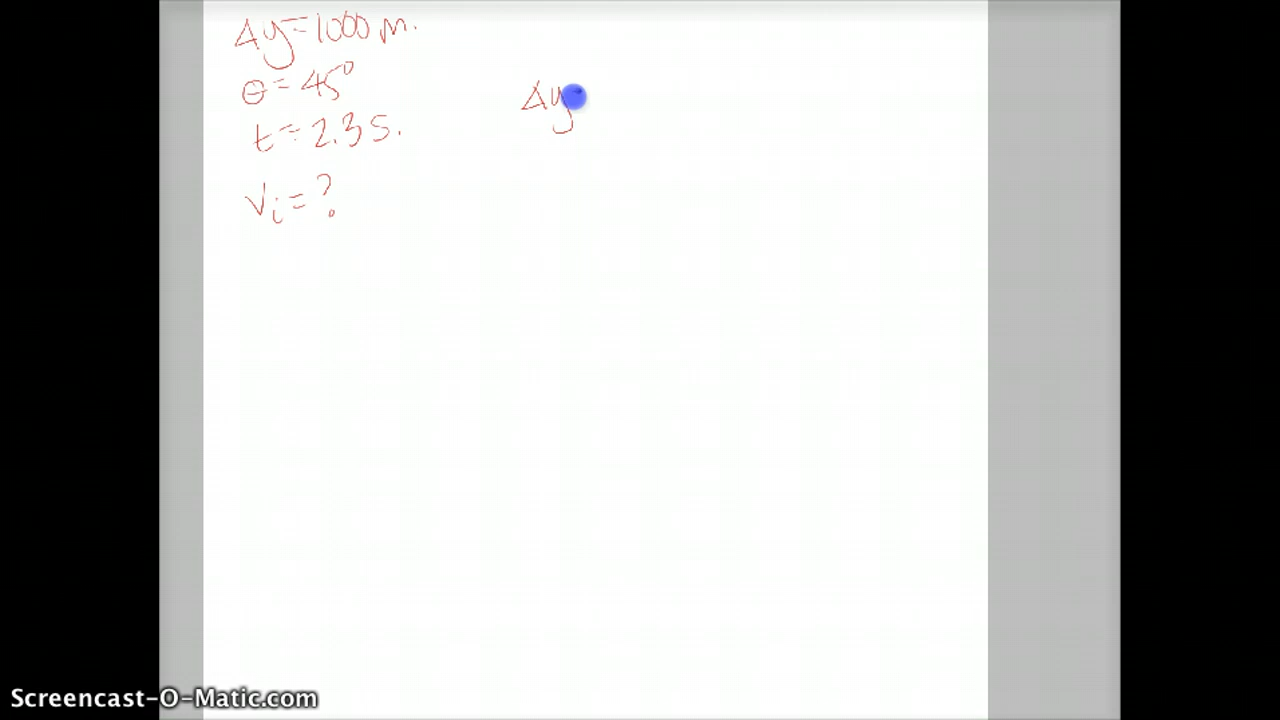 Δy=1000 m.
θ=45°
Δy
t=2.3 s.
Vi=?
Screencast-O-Matic.com